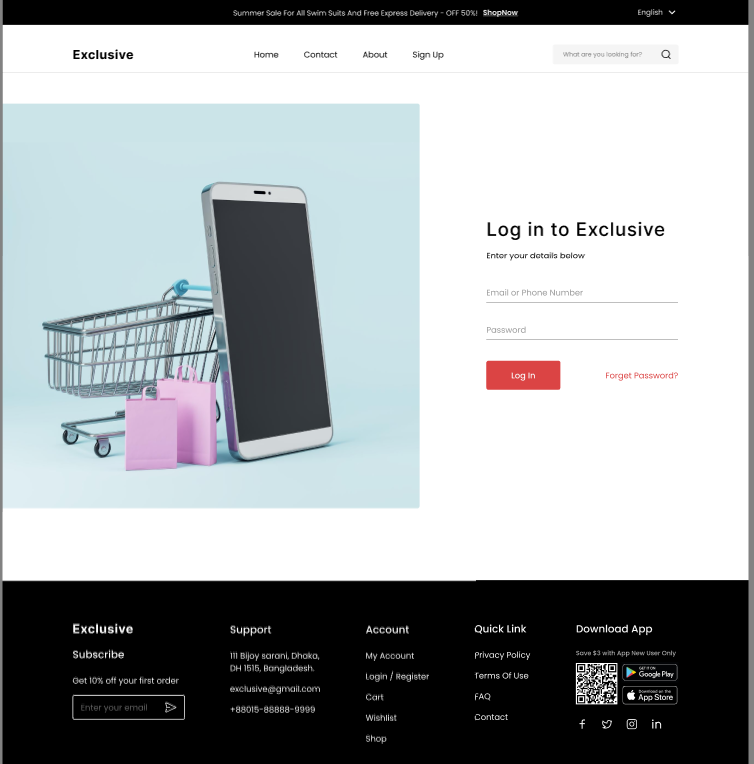 Summer Sale For All Swim Suits And Free Express Delivery - OFF 50%! ShopNow
English
Exclusive
Home Contact About Sign Up
What are you looking for?
Log in to Exclusive
Enter your details below
Email or Phone Number
Password
Log In Forget Password?
Exclusive
Subscribe
Get 10% off your first order
Enter your email
Support
111 Bijoy sarani, Dhaka,
DH 1515, Bangladesh.
exclusive@gmail.com
+88015-88888-9999
Account
My Account
Login / Register
Cart
Wishlist
Shop
Quick Link
Privacy Policy
Terms Of Use
FAQ
Contact
Download App
Save $3 with App New User Only
GET IT ON
Google Play
Download on the
App Store